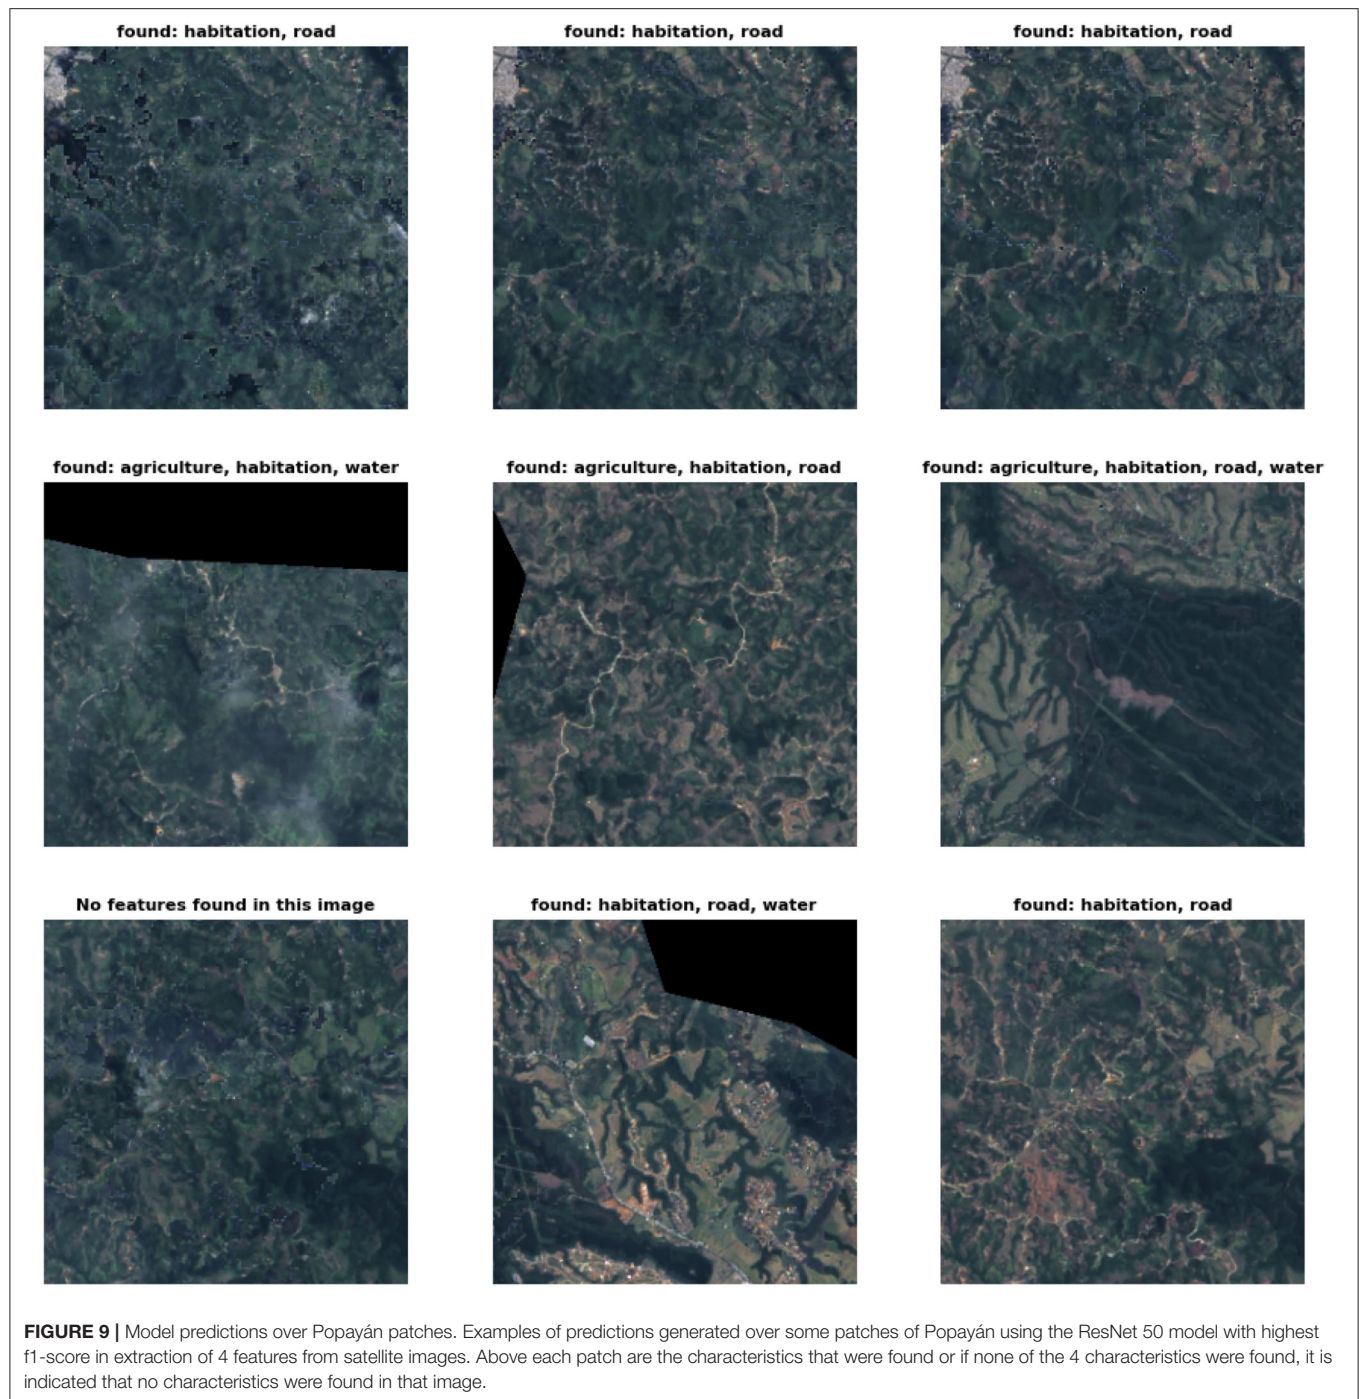 found: habitation, road
found: habitation, road
found: habitation, road
found: agriculture, habitation, water
found: agriculture, habitation, road
found: agriculture, habitation, road, water
No features found in this image
found: habitation, road, water
found: habitation, road
FIGURE 9 | Model predictions over Popayán patches. Examples of predictions generated over some patches of Popayán using the ResNet 50 model with highest
f1-score in extraction of 4 features from satellite images. Above each patch are the characteristics that were found or if none of the 4 characteristics were found, it is
indicated that no characteristics were found in that image.